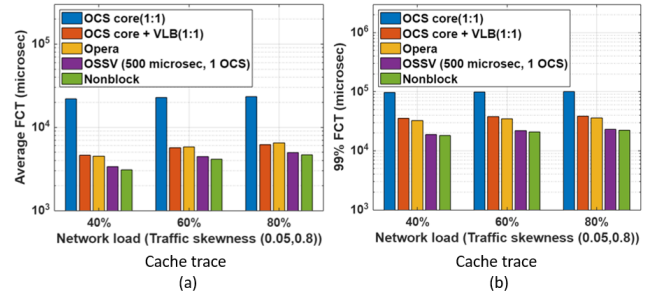 OCS core(1:1)
OCS core + VLB(1:1)
Opera
OSSV (500 microsec, 1 OCS)
Nonblock
Average FCT (microsec)
10^5
10^4
10^3
40%
60%
80%
Network load (Traffic skewness (0.05,0.8))
Cache trace
(a)
OCS core(1:1)
OCS core + VLB(1:1)
Opera
OSSV (500 microsec, 1 OCS)
Nonblock
99% FCT (microsec)
10^6
10^5
10^4
10^3
40%
60%
80%
Network load (Traffic skewness (0.05,0.8))
Cache trace
(b)